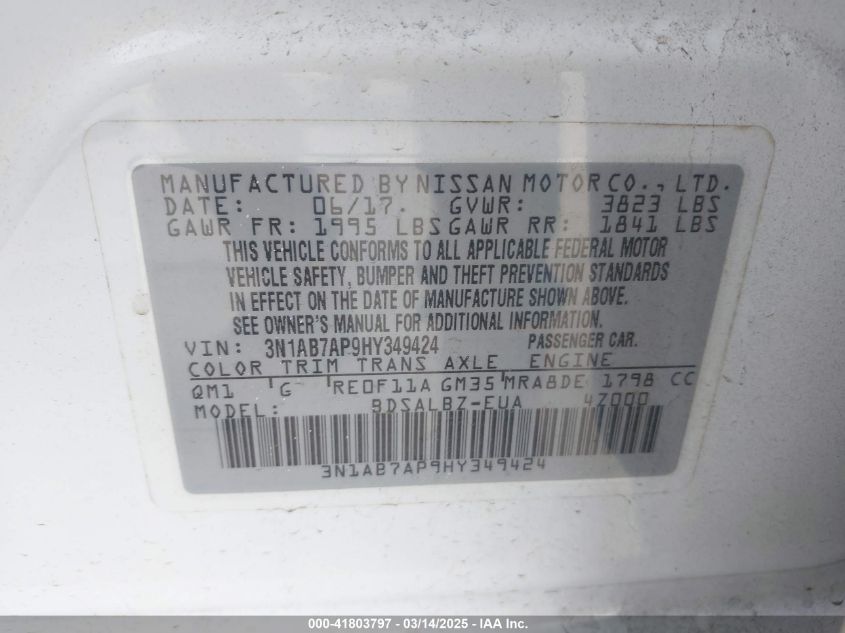 MANUFACTURED BY NISSAN MOTOR CO., LTD.
DATE: 06/17. GVWR: 3823 LBS
GAWR FR: 1995 LBS GAWR RR: 1841 LBS
THIS VEHICLE CONFORMS TO ALL APPLICABLE FEDERAL MOTOR
VEHICLE SAFETY, BUMPER AND THEFT PREVENTION STANDARDS
IN EFFECT ON THE DATE OF MANUFACTURE SHOWN ABOVE.
SEE OWNER'S MANUAL FOR ADDITIONAL INFORMATION.
VIN: 3N1AB7AP9HY349424 PASSENGER CAR.
COLOR TRIM TRANS AXLE ENGINE
QM1 G RE0F11A GM35 MRA8DE 1798 CC
MODEL: BDSALBZ-EUA 4Z000
3N1AB7AP9HY349424
000-41803797 - 03/14/2025 - IAA Inc.